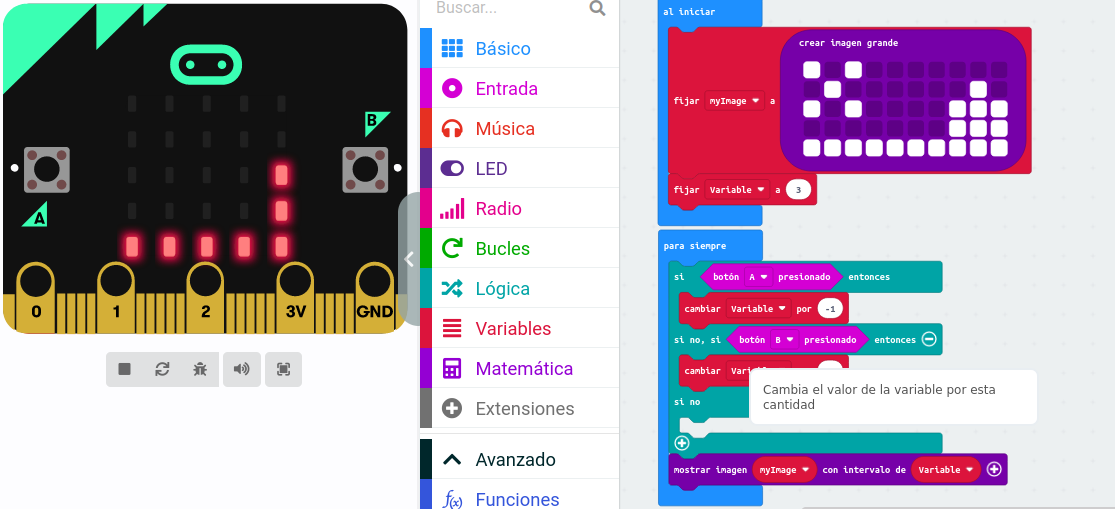 B
A
0 1 2 3V GND
Buscar...
Básico
Entrada
Música
LED
Radio
Bucles
Lógica
Variables
Matemática
Extensiones
Avanzado
Funciones
al iniciar
crear imagen grande
fijar myImage a
fijar Variable a 3
para siempre
si botón A presionado entonces
cambiar Variable por -1
si no, si botón B presionado entonces
cambiar
si no
Cambia el valor de la variable por esta
cantidad
mostrar imagen myImage con intervalo de Variable